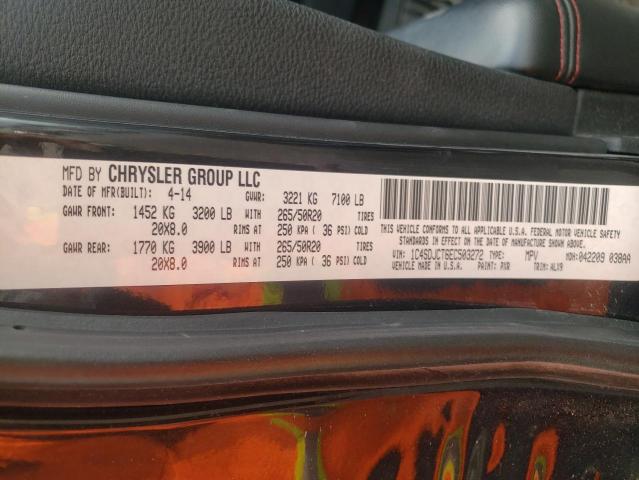 MFD BY CHRYSLER GROUP LLC
DATE OF MFR(BUILT): 4-14 GVWR: 3221 KG 7100 LB
GAWR FRONT: 1452 KG 3200 LB WITH 265/50R20 TIRES
20X8.0 RIMS AT 250 KPA ( 36 PSI) COLD
GAWR REAR: 1770 KG 3900 LB WITH 265/50R20 TIRES
20X8.0 RIMS AT 250 KPA ( 36 PSI) COLD
THIS VEHICLE CONFORMS TO ALL APPLICABLE U.S.A. FEDERAL MOTOR VEHICLE SAFETY
STANDARDS IN EFFECT ON THE DATE OF MANUFACTURE SHOWN ABOVE.
VIN: 1C4SDJCT6EC503272 TYPE: MPV MDH: 042209 038AA
VEHICLE MADE IN U.S.A. PAINT: PXR TRIM: ALX9